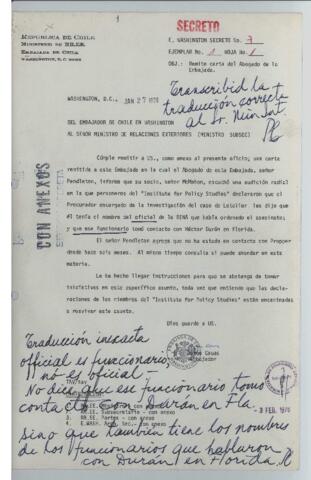 SECRETO
REPUBLICA DE CHILE
MINISTERIO DE RR.EE.
EMBAJADA DE CHILE
WASHINGTON, D.C. 20036
E. WASHINGTON SECRETO No. 7
EJEMPLAR No. 1 HOJA No. 1
OBJ.: Remite carta del Abogado de la
Embajada.
Transcribid la
traducción correcta
al Sr. Min. Int.
WASHINGTON, D.C., JAN 27 1978
DEL EMBAJADOR DE CHILE EN WASHINGTON
AL SEÑOR MINISTRO DE RELACIONES EXTERIORES (MINISTRO SUBSEC)
CON ANEXOS
Cúmple remitir a US., como anexo al presente oficio, una carta
remitida a esta Embajada en la cual el Abogado de esta Embajada, señor
Pendleton, informa que su socio, señor McMahon, escuchó una audición radial
en la que personeros del "Institute for Policy Studies" declararon que el
Procurador encargado de la investigación del caso de Letelier les dijo que
él tenía el nombre del oficial de la DINA que había ordenado el asesinato;
y que ese funcionario tomó contacto con Héctor Durán en Florida.
El señor Pendleton agrega que no ha estado en contacto con Propper
desde hace seis meses. Al mismo tiempo consulta si puede ahondar en esta
materia.
Le he hecho llegar instrucciones para que se abstenga de tomar
iniciativas en este específico asunto, toda vez que entiendo que las decla-
raciones de los miembros del "Institute for Policy Studies" están encaminadas
a reavivar este asunto.
Dios guarde a US
Traducción inexacta
official es funcionario,
no es oficial -
No dice que ese funcionario tomó
contacto con Durán en Fla
RR.EE. Subsecretario - con anexo
3 FEB. 1978
sino que también tiene los nombres
de los funcionarios que hablaron
con Durán en Florida.